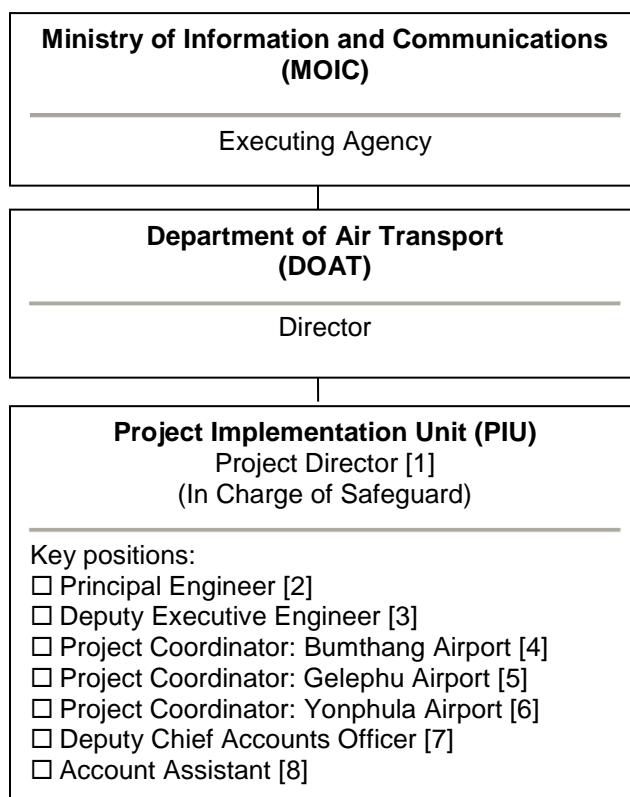 Ministry of Information and Communications
(MOIC)
Executing Agency
Department of Air Transport
(DOAT)
Director
Project Implementation Unit (PIU)
Project Director [1]
(In Charge of Safeguard)
Key positions:
☐ Principal Engineer [2]
☐ Deputy Executive Engineer [3]
☐ Project Coordinator: Bumthang Airport [4]
☐ Project Coordinator: Gelephu Airport [5]
☐ Project Coordinator: Yonphula Airport [6]
☐ Deputy Chief Accounts Officer [7]
☐ Account Assistant [8]